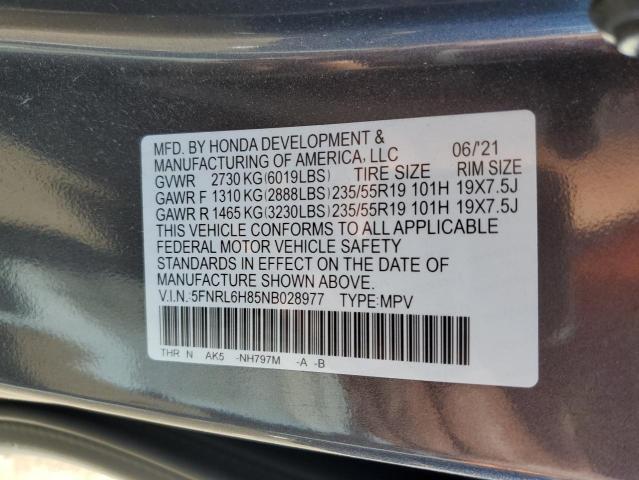 MFD. BY HONDA DEVELOPMENT &
MANUFACTURING OF AMERICA, LLC 06/'21
GVWR 2730 KG(6019LBS) TIRE SIZE RIM SIZE
GAWR F 1310 KG(2888LBS) 235/55R19 101H 19X7.5J
GAWR R 1465 KG(3230LBS) 235/55R19 101H 19X7.5J
THIS VEHICLE CONFORMS TO ALL APPLICABLE
FEDERAL MOTOR VEHICLE SAFETY
STANDARDS IN EFFECT ON THE DATE OF
MANUFACTURE SHOWN ABOVE.
V.I.N.:5FNRL6H85NB028977 TYPE:MPV
THR N AK5 -NH797M -A -B